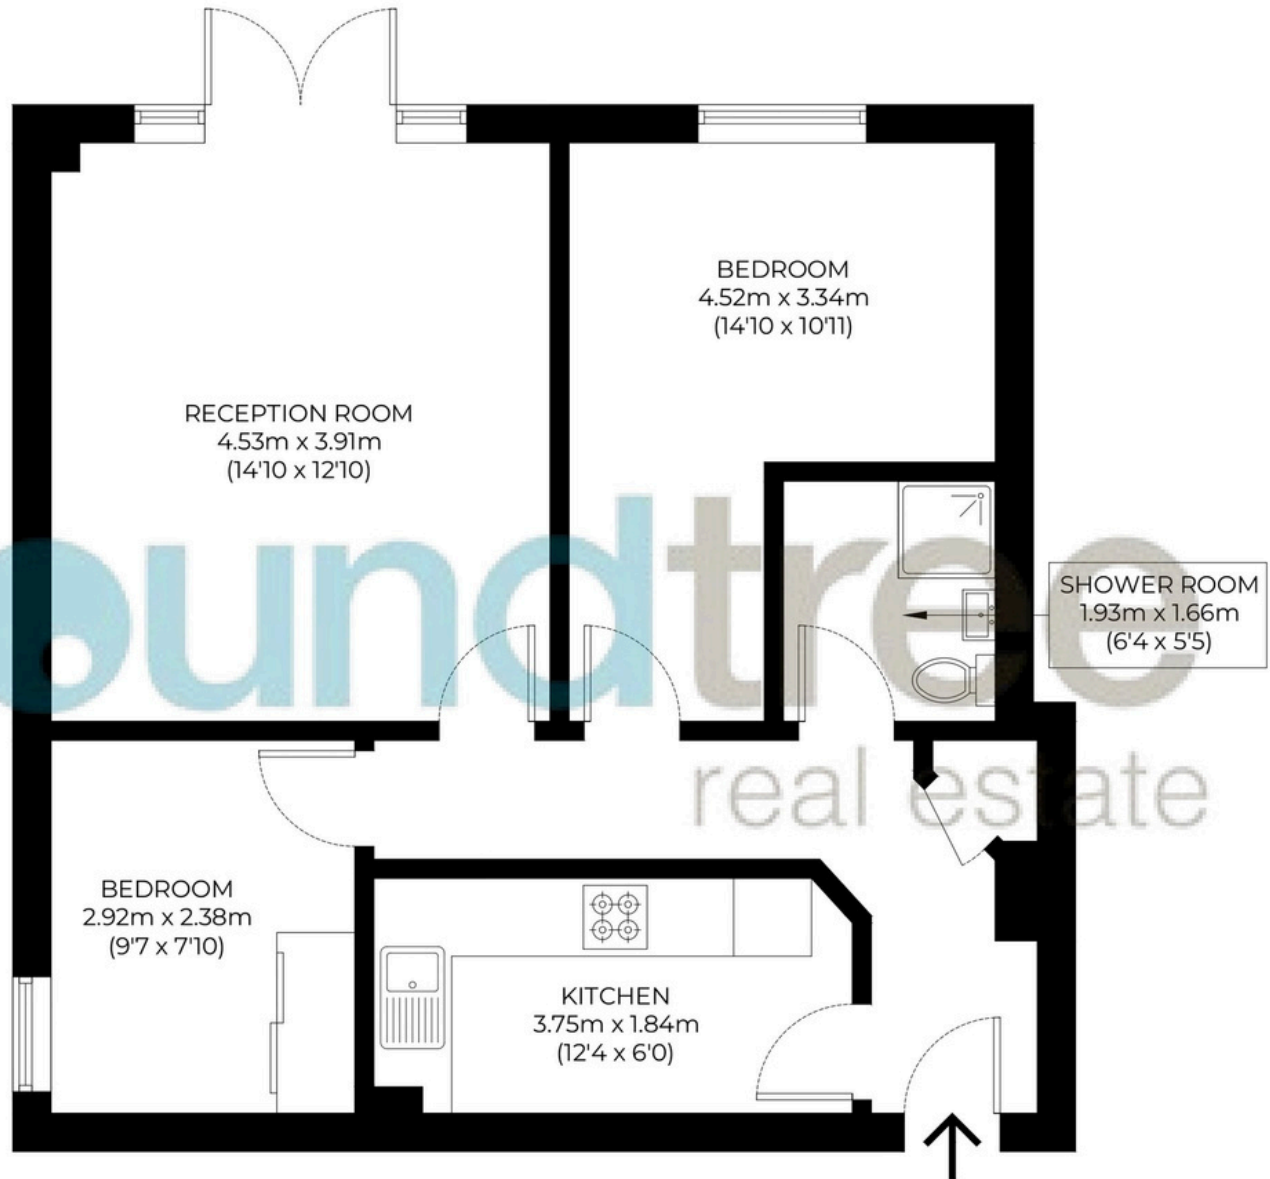 BEDROOM
4.52m x 3.34m
(14'10 x 10'11)
RECEPTION ROOM
4.53m x 3.91m
(14'10 x 12'10)
oundtree
real estate
SHOWER ROOM
1.93m x 1.66m
(6'4 x 5'5)
BEDROOM
2.92m x 2.38m
(9'7 x 7'10)
KITCHEN
3.75m x 1.84m
(12'4 x 6'0)